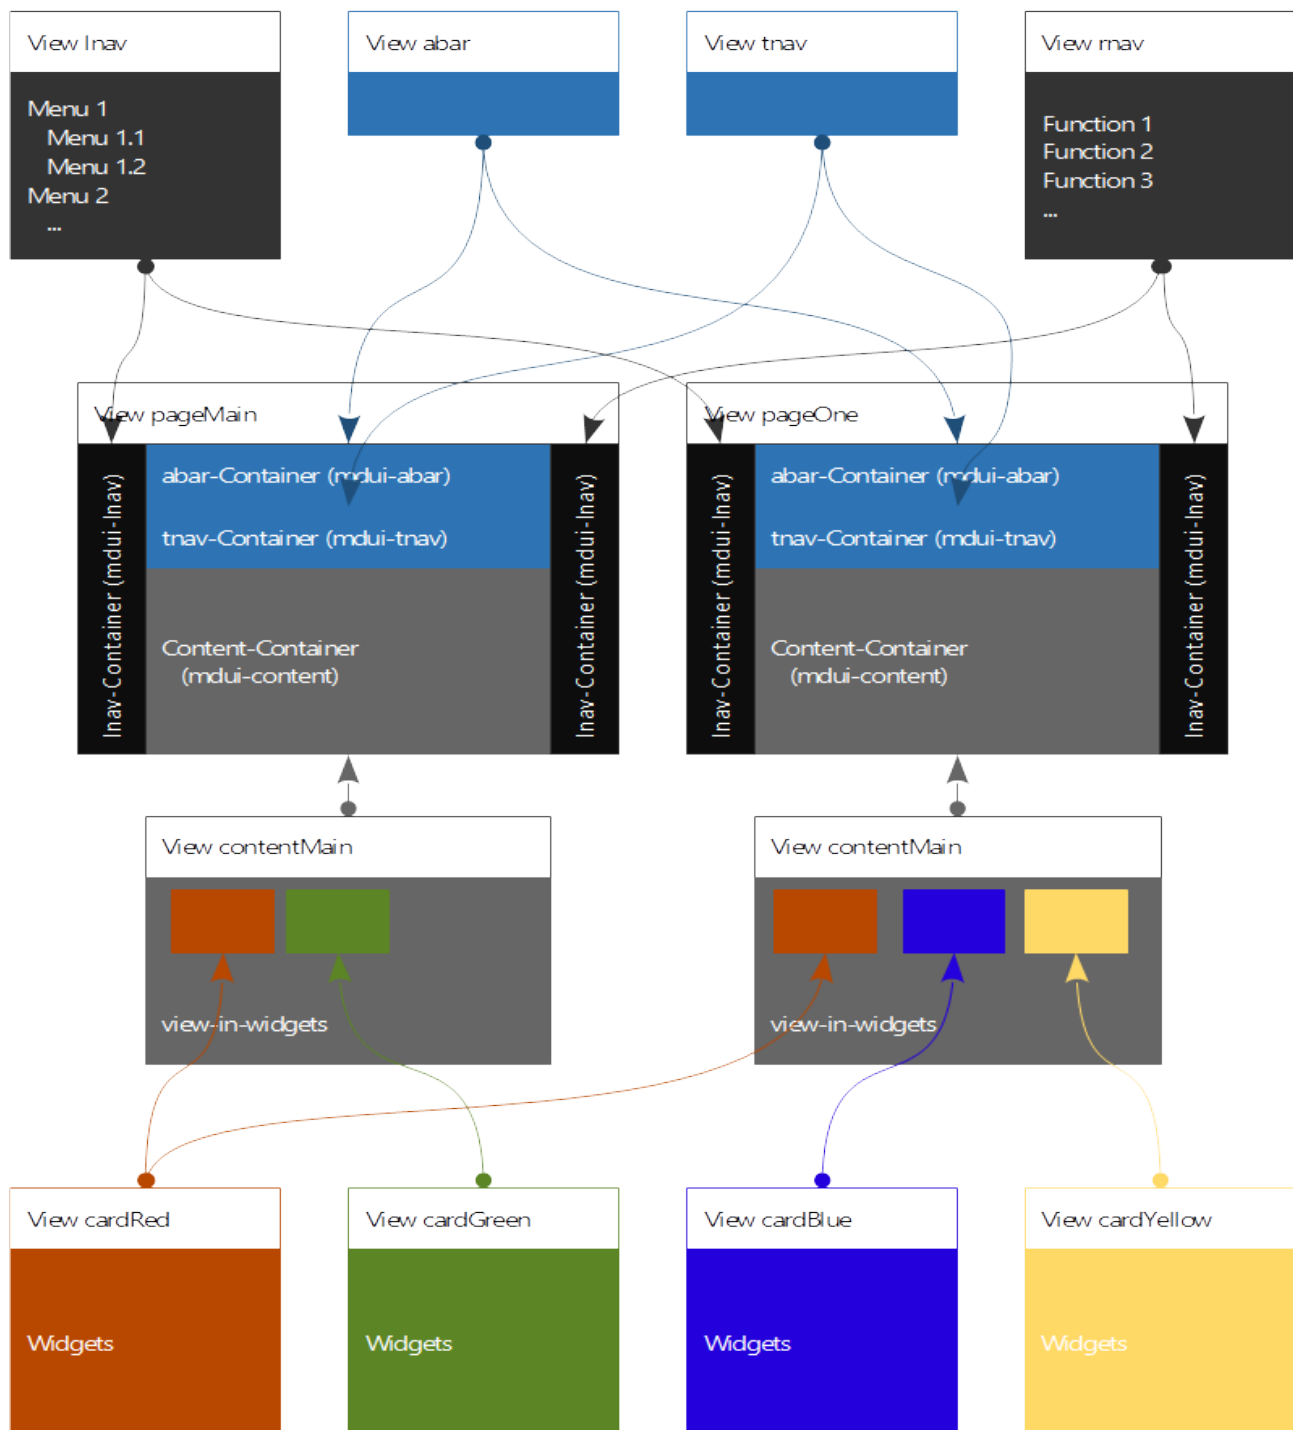 View lnav
View abar
View tnav
View rnav
Menu 1
Menu 1.1
Menu 1.2
Menu 2
...
Function 1
Function 2
Function 3
...
View pageMain
lnav-Container (mdui-lnav)
abar-Container (mdui-abar)
tnav-Container (mdui-tnav)
Content-Container
(mdui-content)
lnav-Container (mdui-lnav)
View pageOne
lnav-Container (mdui-lnav)
abar-Container (mdui-abar)
tnav-Container (mdui-tnav)
Content-Container
(mdui-content)
lnav-Container (mdui-lnav)
View contentMain
view-in-widgets
View contentMain
view-in-widgets
View cardRed
Widgets
View cardGreen
Widgets
View cardBlue
Widgets
View cardYellow
Widgets